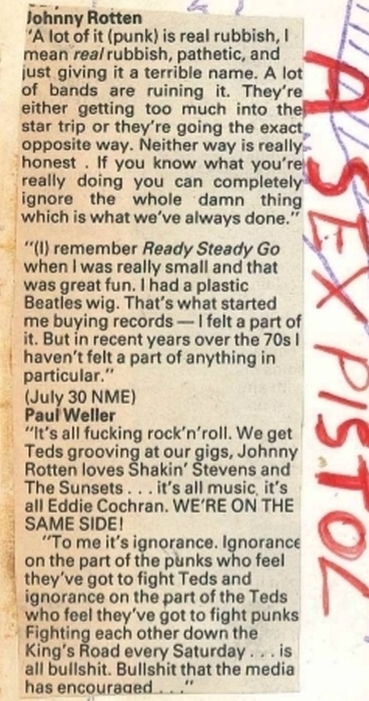 Johnny Rotten
"A lot of it (punk) is real rubbish, I
mean real rubbish, pathetic, and
just giving it a terrible name. A lot
of bands are ruining it. They're
either getting too much into the
star trip or they're going the exact
opposite way. Neither way is really
honest . If you know what you're
really doing you can completely
ignore the whole damn thing
which is what we've always done."
"(I) remember Ready Steady Go
when I was really small and that
was great fun. I had a plastic
Beatles wig. That's what started
me buying records — I felt a part of
it. But in recent years over the 70s I
haven't felt a part of anything in
particular."
(July 30 NME)
Paul Weller
"It's all fucking rock'n'roll. We get
Teds grooving at our gigs, Johnny
Rotten loves Shakin' Stevens and
The Sunsets . . . it's all music, it's
all Eddie Cochran. WE'RE ON THE
SAME SIDE!
"To me it's ignorance. Ignorance
on the part of the punks who feel
they've got to fight Teds and
ignorance on the part of the Teds
who feel they've got to fight punks
Fighting each other down the
King's Road every Saturday . . . is
all bullshit. Bullshit that the media
has encouraged . . ."
A SEX PISTOL